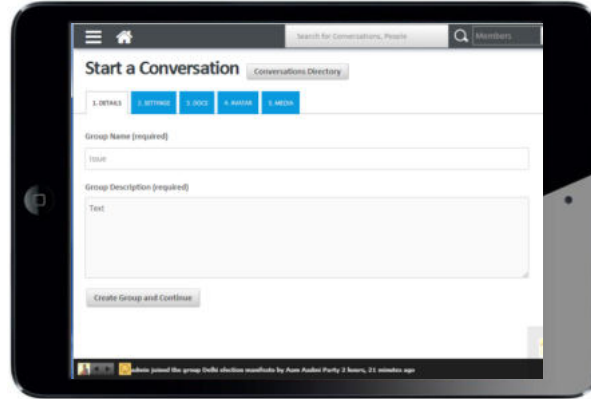 Search for Conversations, People
Members
Start a Conversation
Conversations Directory
1. DETAILS
2. SETTINGS
3. DOCS
4. AVATAR
5. MEDIA
Group Name (required)
Issue
Group Description (required)
Text
Create Group and Continue
admin joined the group Delhi election manifesto by Aam Aadmi Party 2 hours, 21 minutes ago